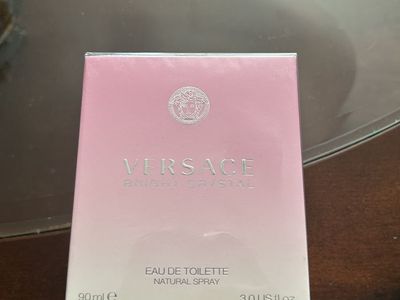 VERSACE
BRIGHT CRYSTAL
EAU DE TOILETTE
NATURAL SPRAY
90 ml ℮ 3.0 US fl.oz